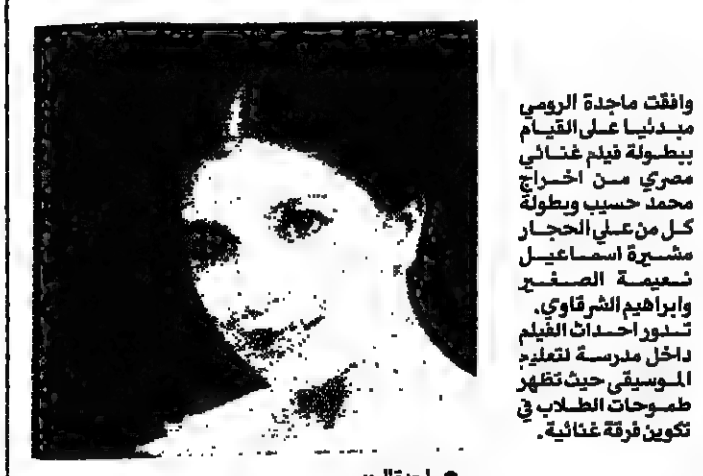 وافقت ماجدة الرومي
مبدئيا على القيام
ببطولة فيلم غنائي
مصري من اخراج
محمد حسيب وبطولة
كل من علي الحجار
مشيرة اسماعيل
نعيمة الصغير
وابراهيم الشرقاوي.
تدور احداث الفيلم
داخل مدرسة لتعليم
الموسيقى حيث تظهر
طموحات الطلاب في
تكوين فرقة غنائية.